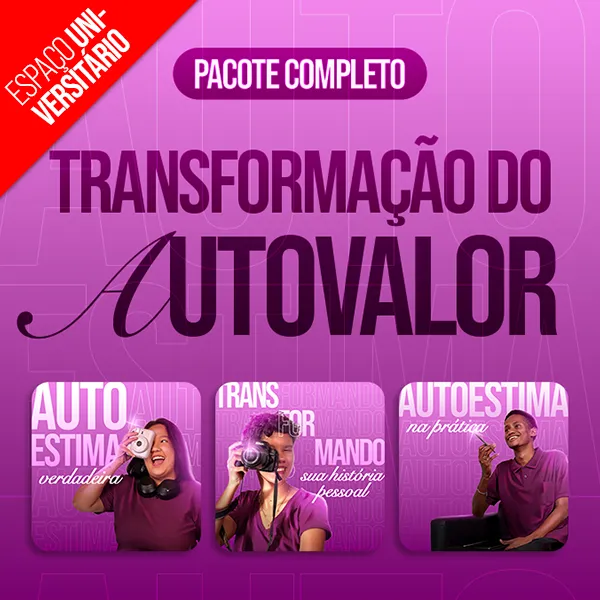 ESPAÇO UNI-
VERSITÁRIO
PACOTE COMPLETO
TRANSFORMAÇÃO DO
AUTOVALOR
AUTO
ESTIMA
verdadeira
TRANS
FOR
MANDO
sua história
pessoal
AUTOESTIMA
na prática